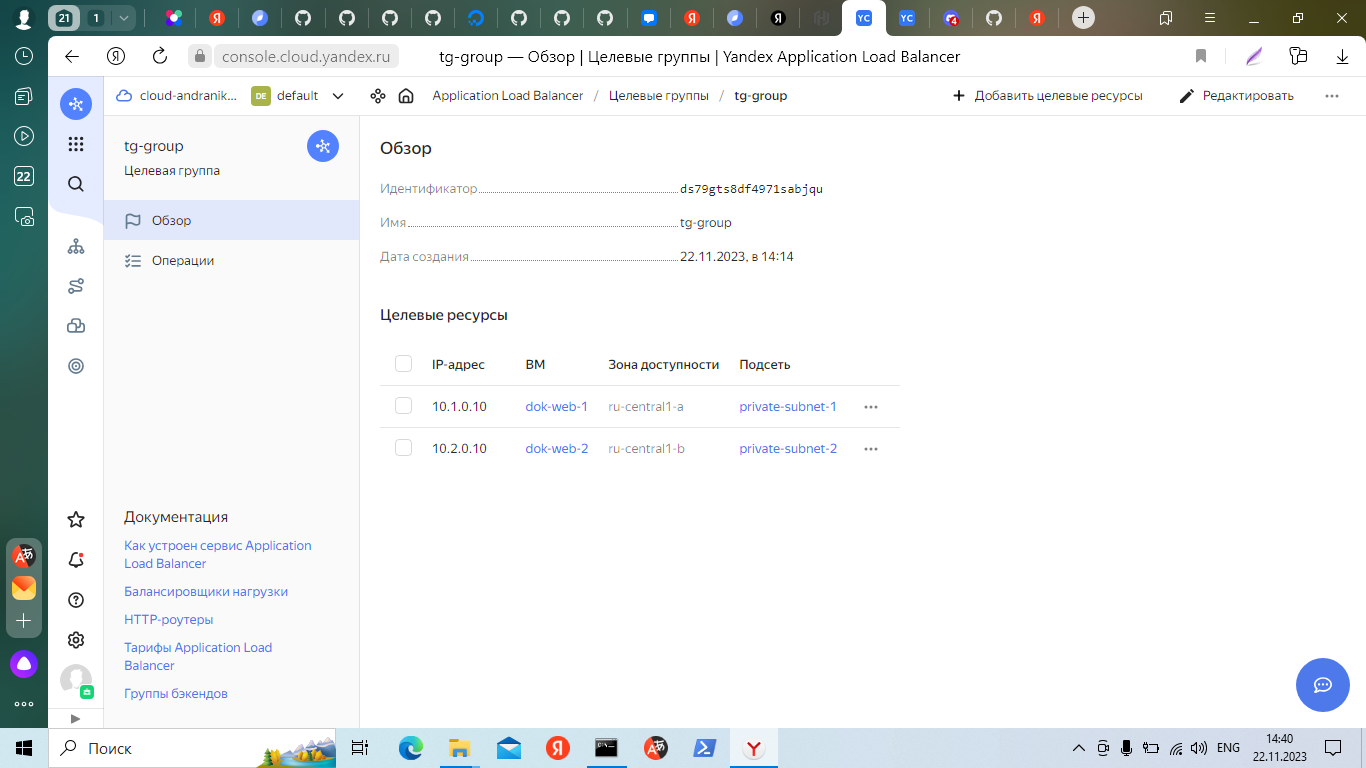 21
1
YC
YC
4
console.cloud.yandex.ru
tg-group — Обзор | Целевые группы | Yandex Application Load Balancer
22
cloud-andranik...
DE
default
Application Load Balancer / Целевые группы / tg-group
Добавить целевые ресурсы
Редактировать
tg-group
Целевая группа
Обзор
Операции
Документация
Как устроен сервис Application
Load Balancer
Балансировщики нагрузки
HTTP-роутеры
Тарифы Application Load
Balancer
Группы бэкендов
Обзор
Идентификатор ds79gts8df4971sabjqu
Имя tg-group
Дата создания 22.11.2023, в 14:14
Целевые ресурсы
IP-адрес ВМ Зона доступности Подсеть
10.1.0.10 dok-web-1 ru-central1-a private-subnet-1
10.2.0.10 dok-web-2 ru-central1-b private-subnet-2
Поиск
ENG
14:40
22.11.2023